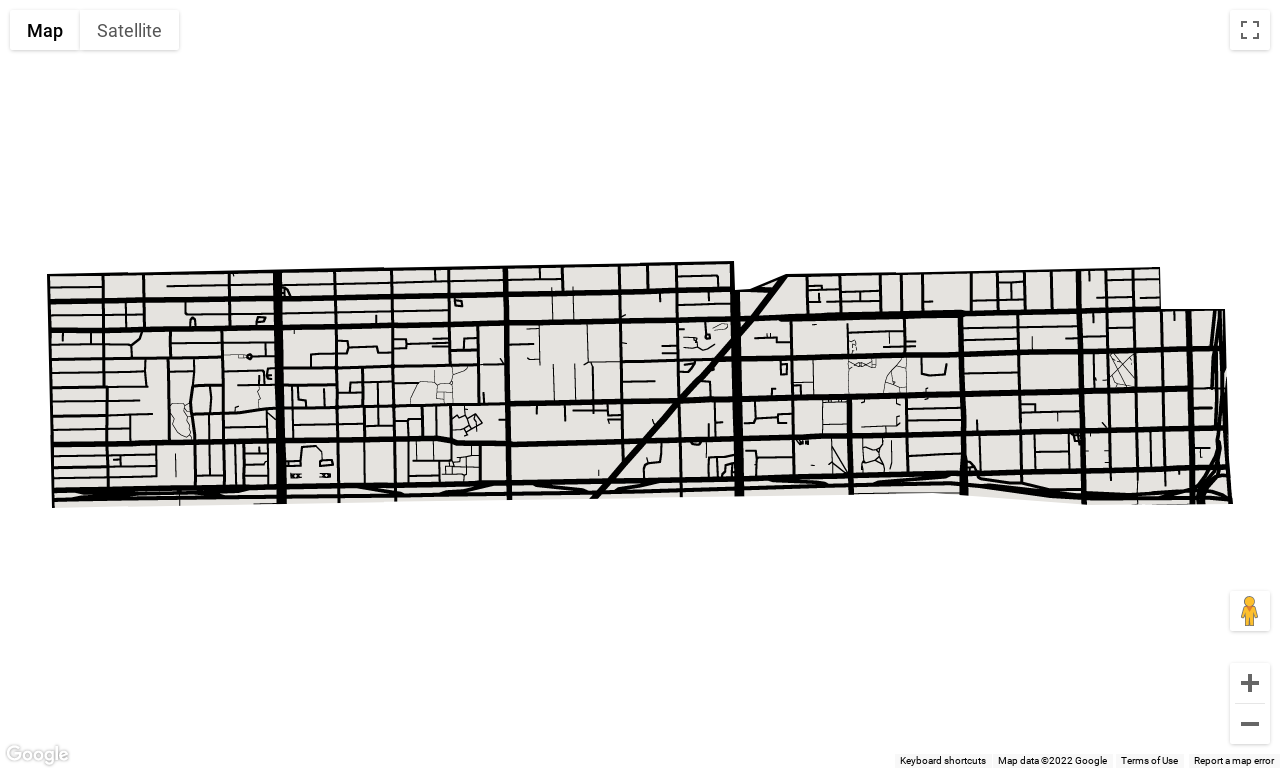 Map Satellite
Google
Keyboard shortcuts Map data ©2022 Google Terms of Use Report a map error